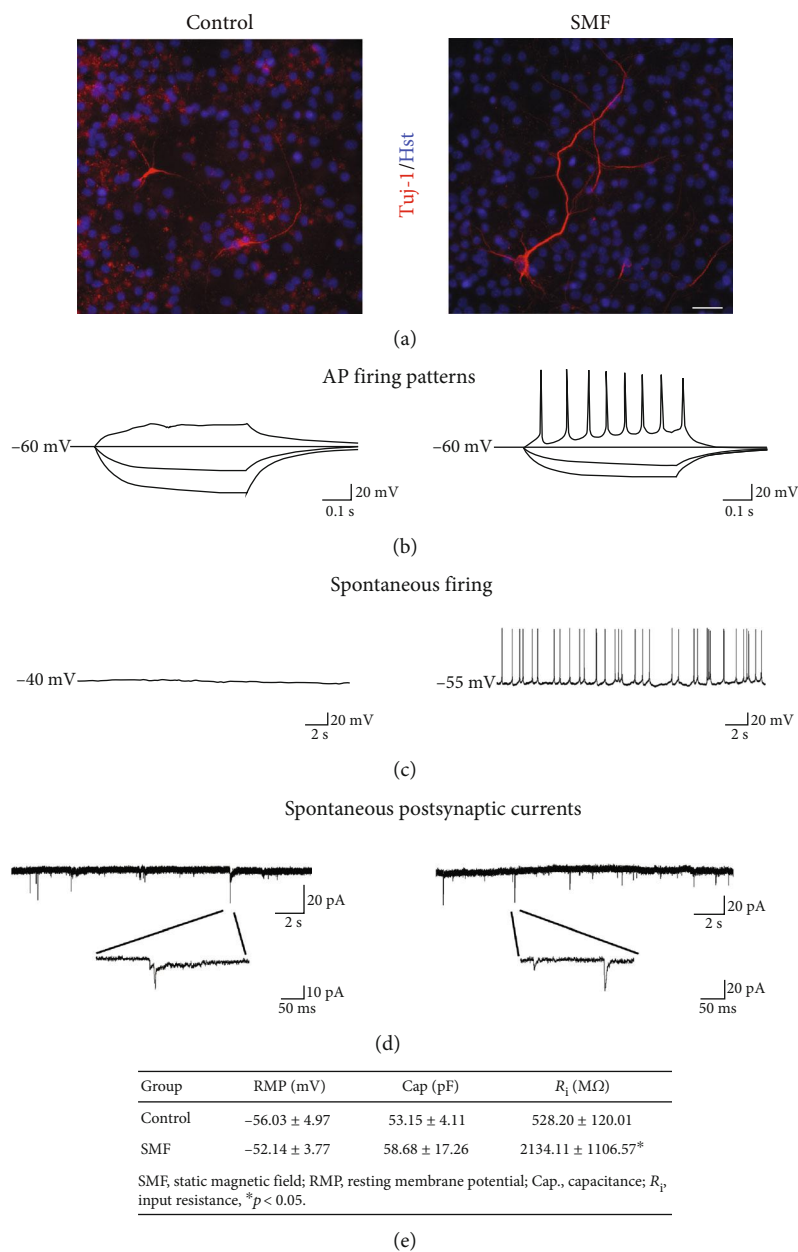 Control
SMF
Tuj-1/Hst
(a)
AP firing patterns
–60 mV
20 mV
0.1 s
–60 mV
20 mV
0.1 s
(b)
Spontaneous firing
–40 mV
20 mV
2 s
–55 mV
20 mV
2 s
(c)
Spontaneous postsynaptic currents
20 pA
2 s
20 pA
2 s
10 pA
50 ms
20 pA
50 ms
(d)
Group RMP (mV) Cap (pF) Ri (MΩ)
Control –56.03 ± 4.97 53.15 ± 4.11 528.20 ± 120.01
SMF –52.14 ± 3.77 58.68 ± 17.26 2134.11 ± 1106.57*
SMF, static magnetic field; RMP, resting membrane potential; Cap., capacitance; Ri,
input resistance, *p < 0.05.
(e)